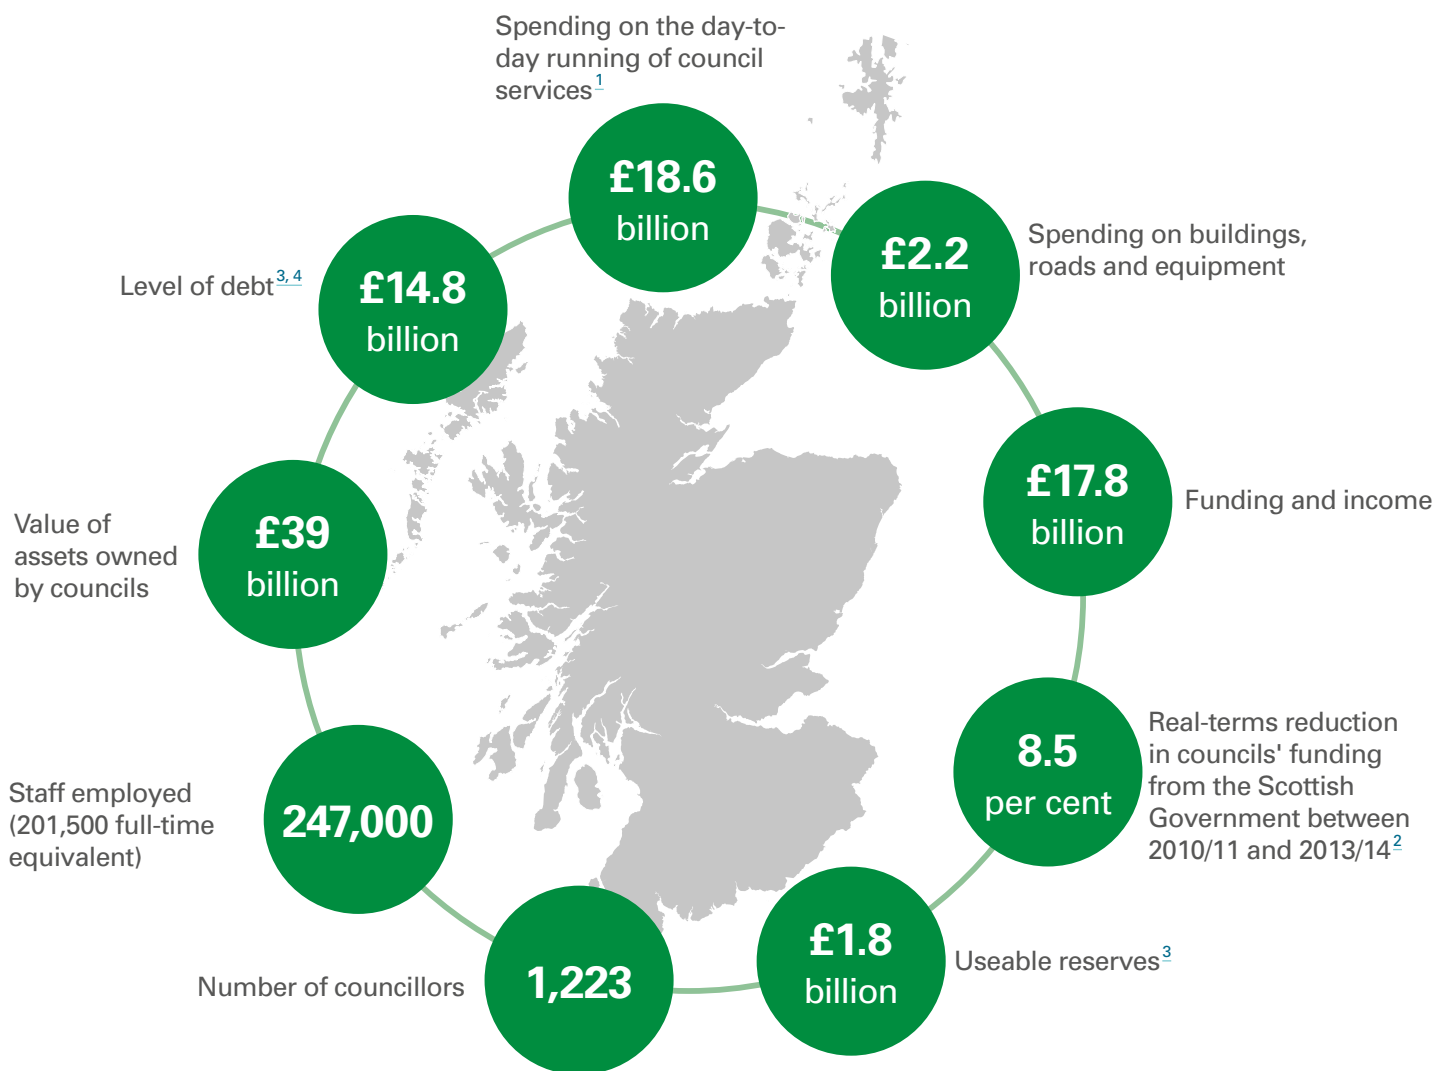 Spending on the day-to-
day running of council
services1
£18.6
billion
£2.2
billion
Spending on buildings,
roads and equipment
£17.8
billion
Funding and income
8.5
per cent
Real-terms reduction
in councils' funding
from the Scottish
Government between
2010/11 and 2013/142
£1.8
billion
Useable reserves3
1,223
Number of councillors
247,000
Staff employed
(201,500 full-time
equivalent)
£39
billion
Value of
assets owned
by councils
£14.8
billion
Level of debt3, 4